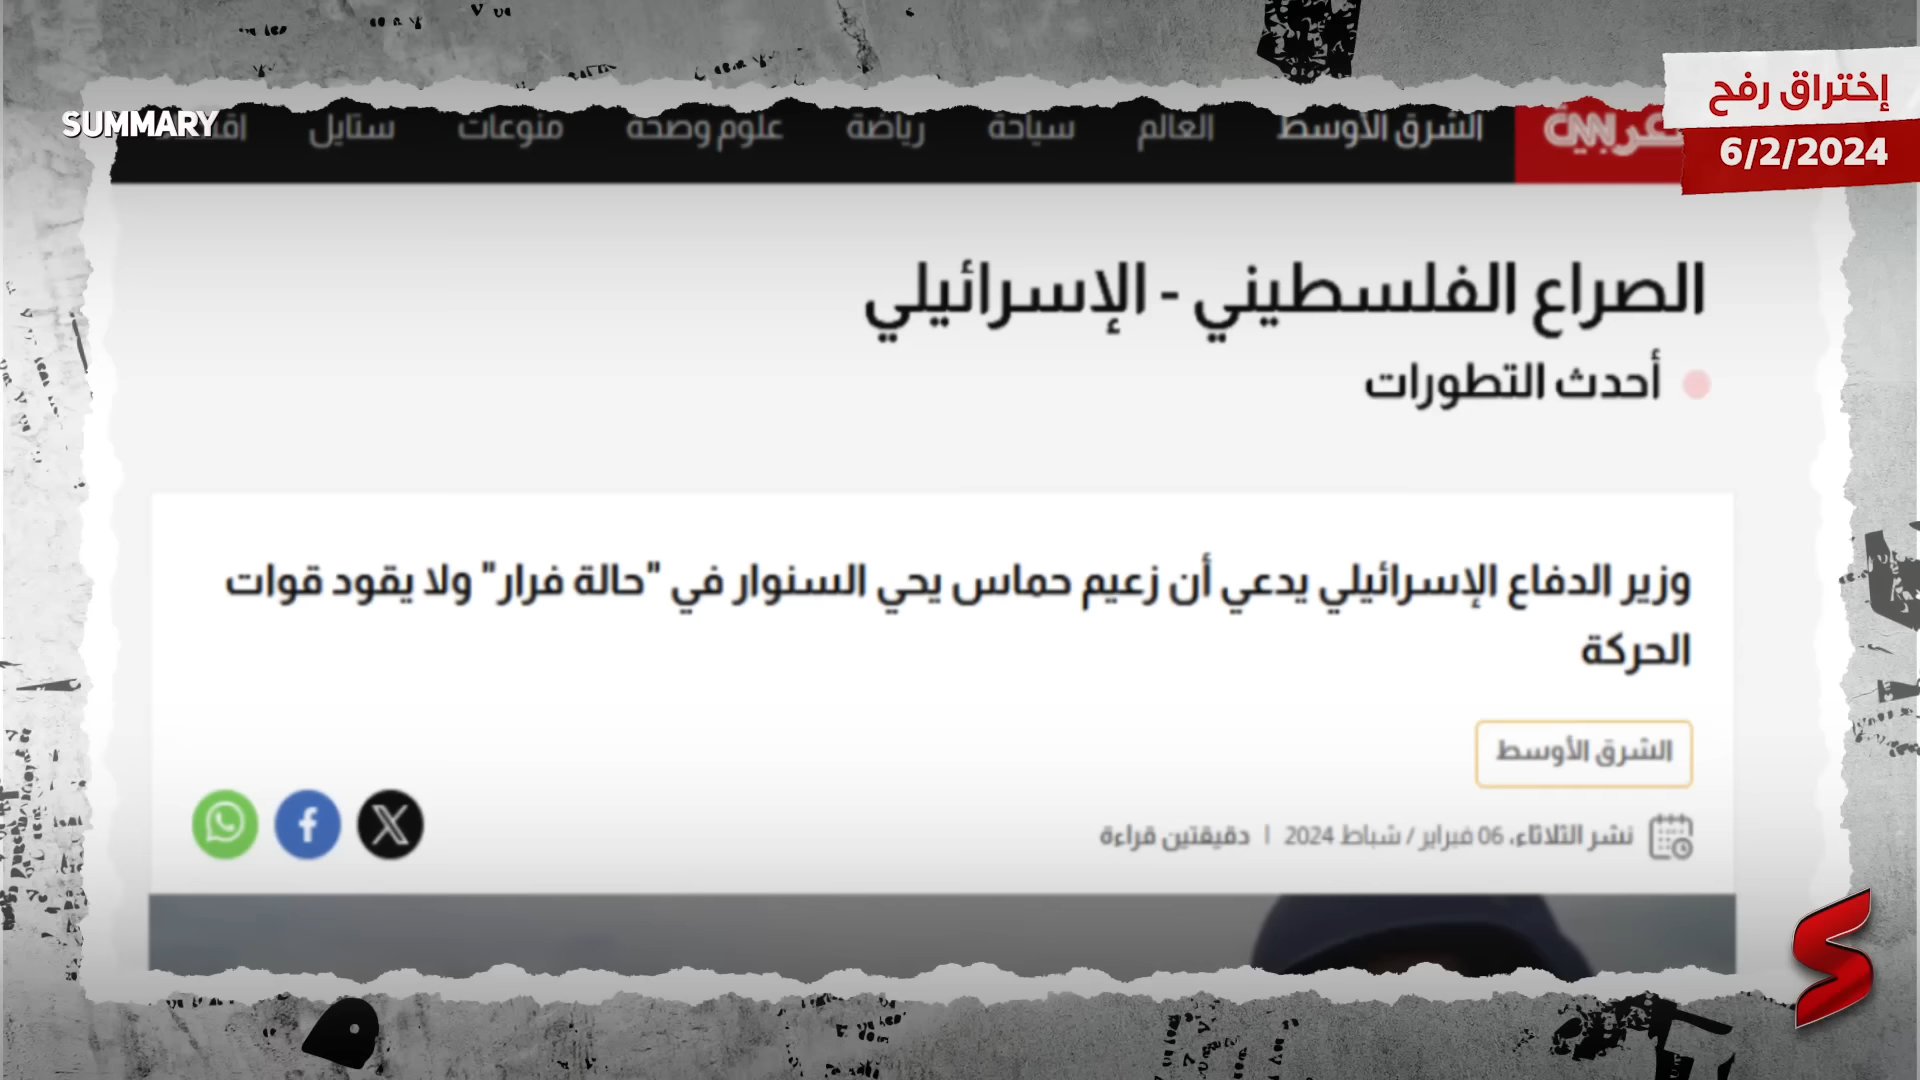 SUMMARY
إختراق رفح
6/2/2024
الشرق الأوسط العالم سياحة رياضة علوم وصحة منوعات ستايل
الصراع الفلسطيني - الإسرائيلي
أحدث التطورات
وزير الدفاع الإسرائيلي يدعي أن زعيم حماس يحي السنوار في "حالة فرار" ولا يقود قوات
الحركة
الشرق الأوسط
نشر الثلاثاء، 06 فبراير / شباط 2024 | دقيقتين قراءة